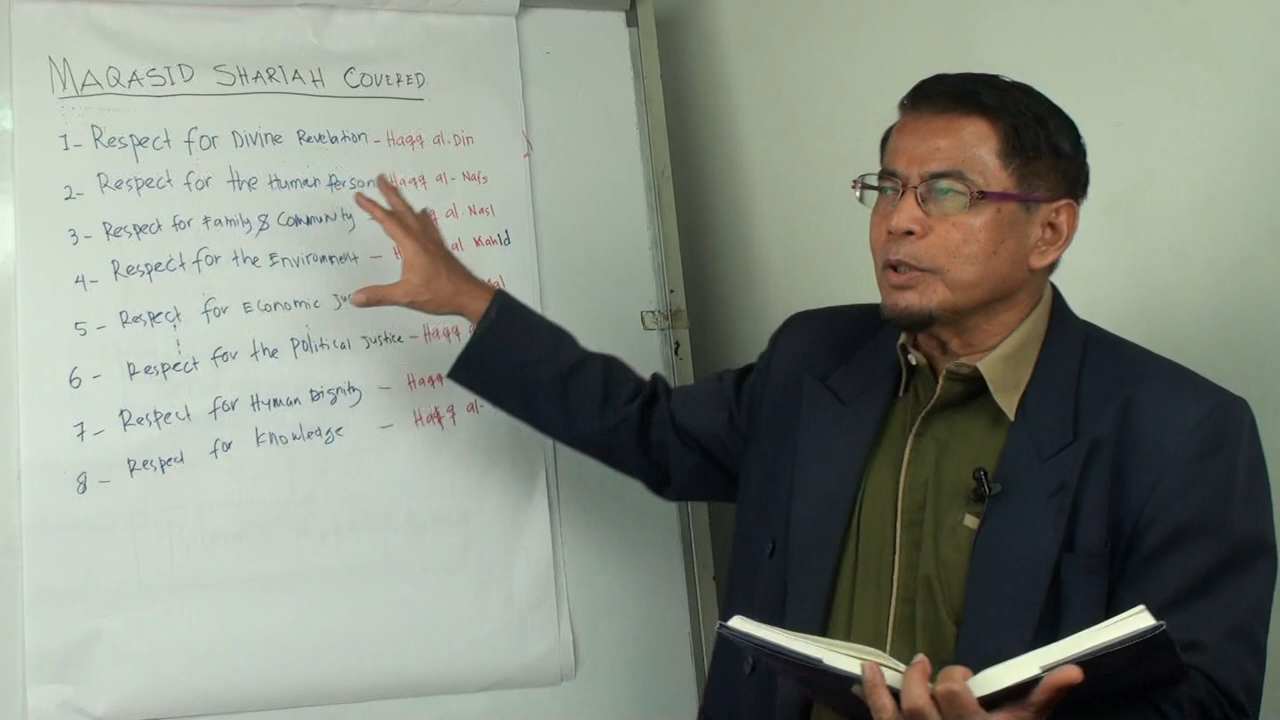 MAQASID SHARIAH COVERED
1- Respect for Divine Revelation - Haqq al-Din
2- Respect for the Human Person Haqq al-Nafs
3- Respect for Family & Community - al-Nasl
4- Respect for the Environment - al Mahid
5- Respect for Economic
6- Respect for the political justice - Haqq
7- Respect for Human Dignity - Haqq
8- Respect for Knowledge - Haqq al-